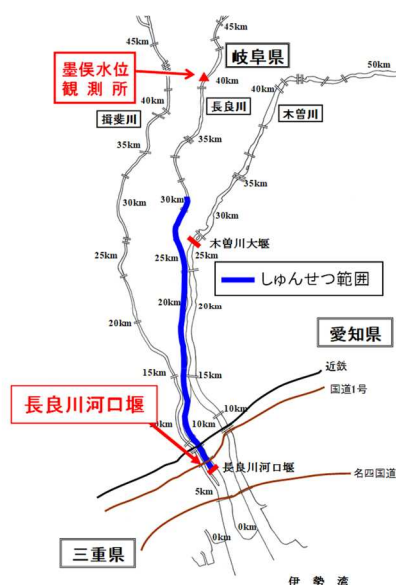 45km
45km
岐阜県
墨俣水位
観測所
40km
50km
40km
40km
長良川
木曽川
揖斐川
35km
35km
35km
30km
30km
30km
木曽川大堰
25km
25km
25km
しゅんせつ範囲
20km
20km
20km
愛知県
15km
15km
近鉄
国道1号
長良川河口堰
10km
10km
長良川河口堰
名四国道
5km
0km
0km
三重県
伊勢湾